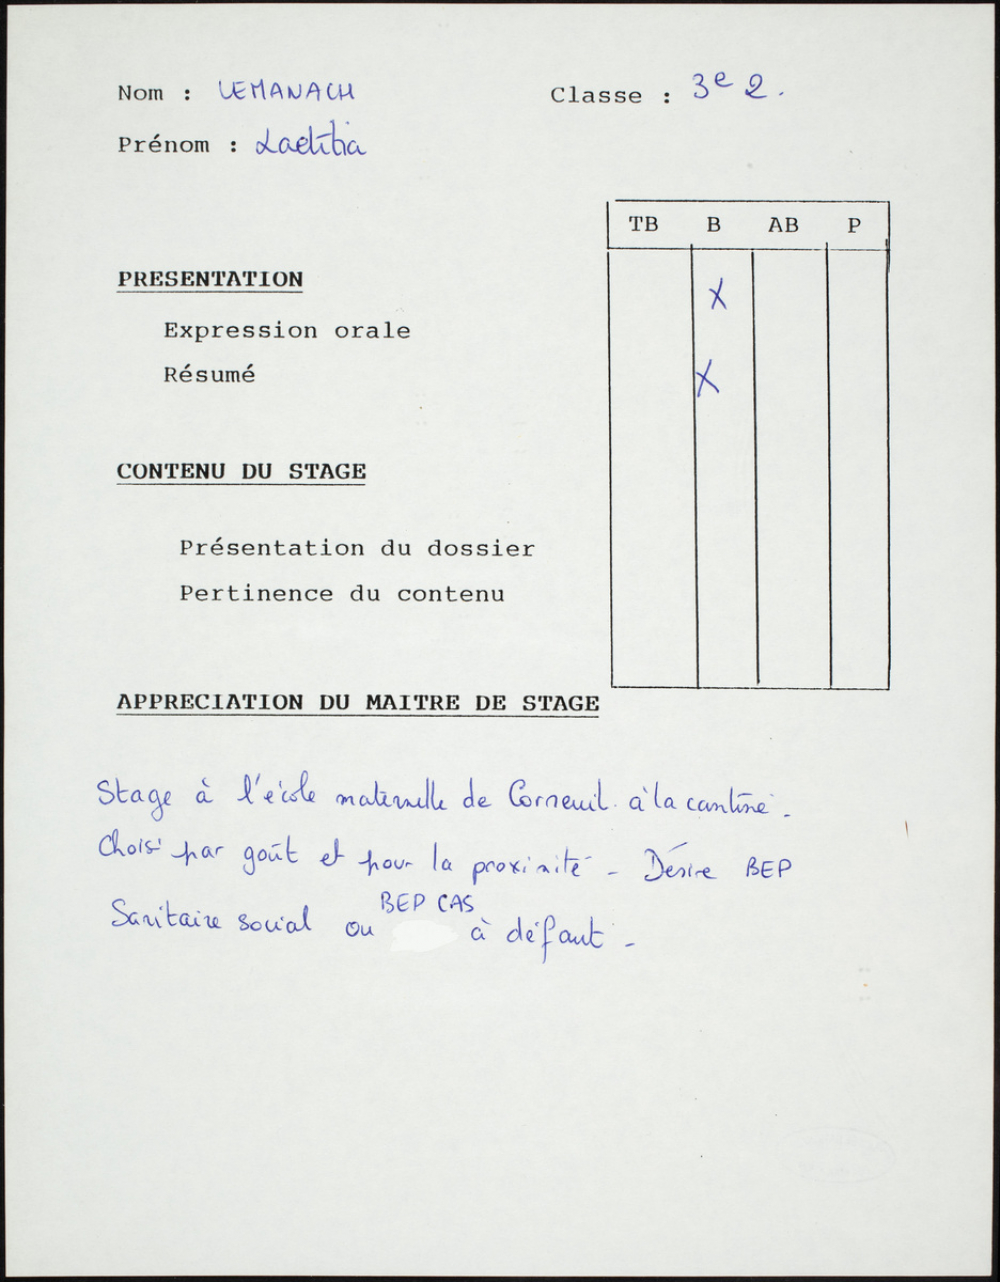 Nom : LEMANACH Classe : 3e 2.
Prénom : Laetitia
TB B AB P
PRESENTATION
X
Expression orale
Résumé X
CONTENU DU STAGE
Présentation du dossier
Pertinence du contenu
APPRECIATION DU MAITRE DE STAGE
Stage à l'école maternelle de Corneuil à la cantine -
Choisi par goût et pour la proximité - Désire BEP
Sanitaire social ou BEP CAS à défaut -